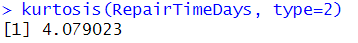 > kurtosis(RepairTimeDays, type=2)
[1] 4.079023